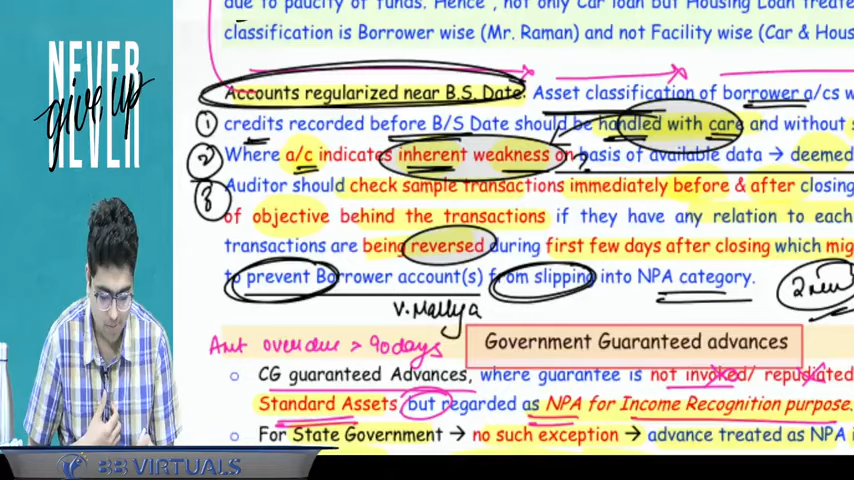 NEVER
give up
NEVER
due to paucity of funds. Hence, not only Car loan but Housing Loan treate
classification is Borrower wise (Mr. Raman) and not Facility wise (Car & Hous
Accounts regularized near B.S. Date: Asset classification of borrower a/cs w
① credits recorded before B/S Date should be handled with care and without s
② Where a/c indicates inherent weakness on basis of available data → deemed
③ Auditor should check sample transactions immediately before & after closing
of objective behind the transactions if they have any relation to each
transactions are being reversed during first few days after closing which mig
to prevent Borrower account(s) from slipping into NPA category.
V. Mallya
Amt overdue > 90days
Government Guaranteed advances
o CG guaranteed Advances, where guarantee is not invoked/ repudiated
Standard Assets but regarded as NPA for Income Recognition purpose.
o For State Government → no such exception → advance treated as NPA i
BB VIRTUALS